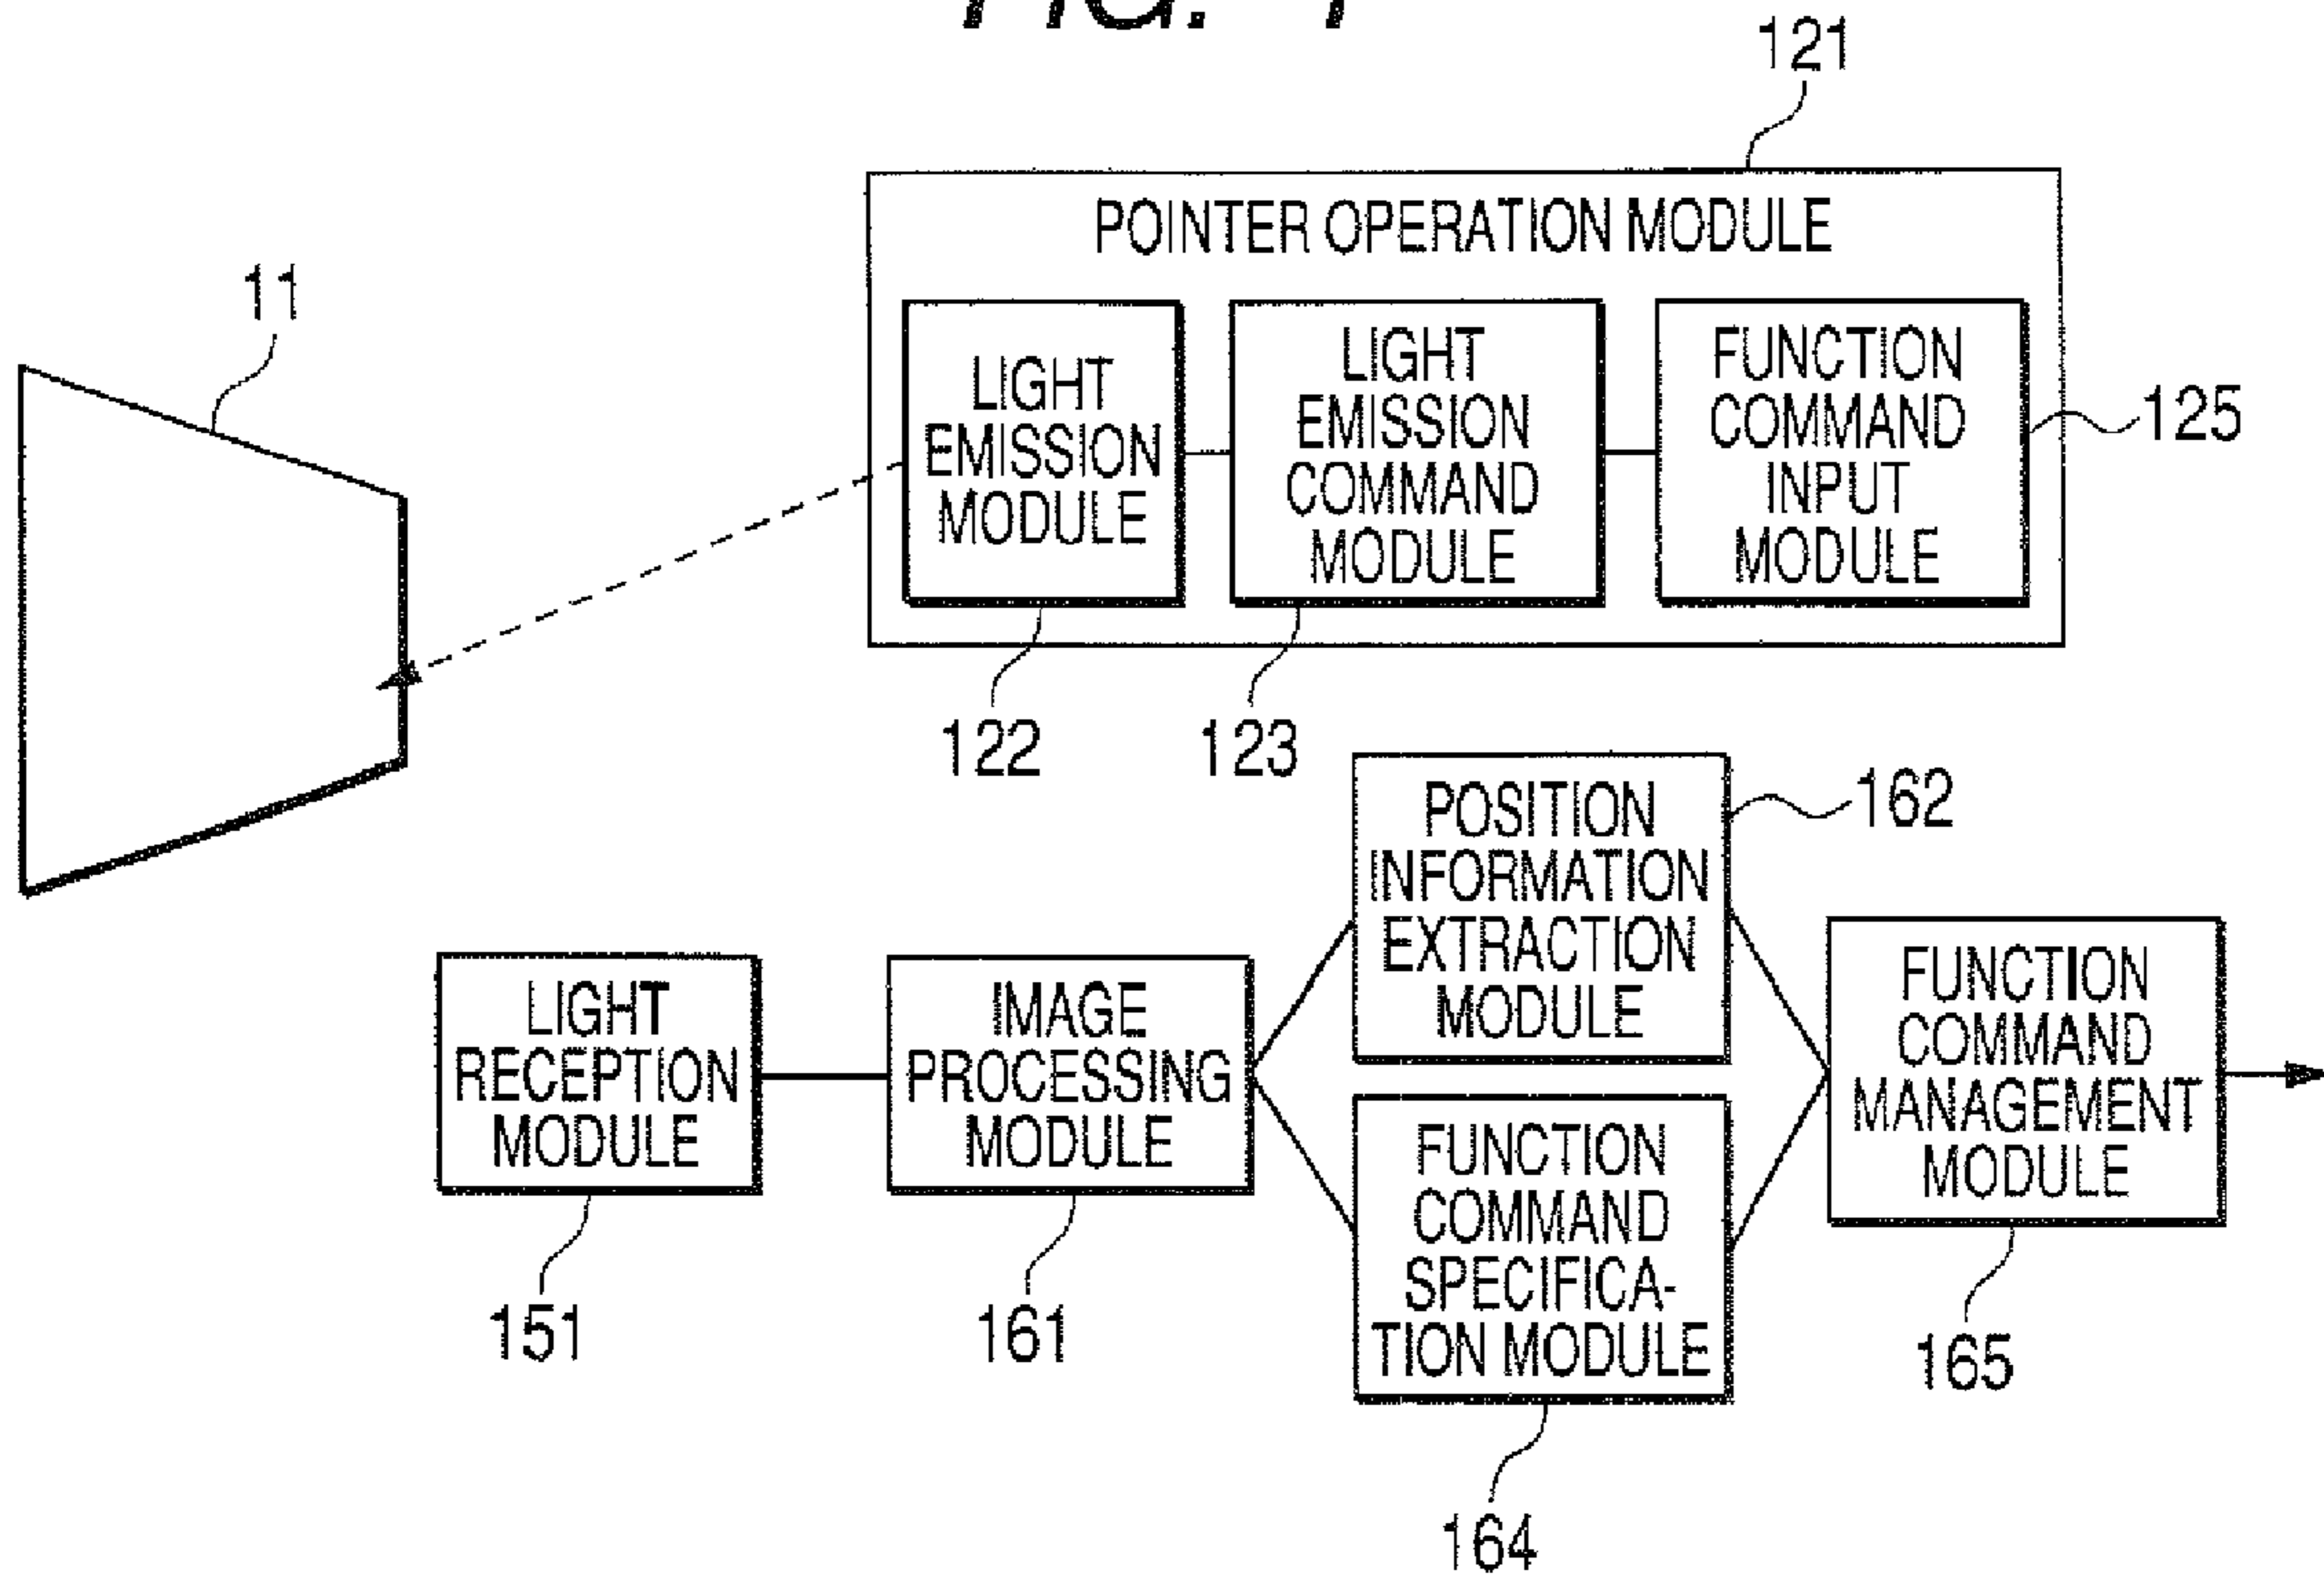 FIG. 1
121
POINTER OPERATION MODULE
11
LIGHT
EMISSION
MODULE
LIGHT
EMISSION
COMMAND
MODULE
FUNCTION
COMMAND
INPUT
MODULE
125
122
123
POSITION
INFORMATION
EXTRACTION
MODULE
162
LIGHT
RECEPTION
MODULE
IMAGE
PROCESSING
MODULE
FUNCTION
COMMAND
SPECIFICA-
TION MODULE
FUNCTION
COMMAND
MANAGEMENT
MODULE
151
161
164
165